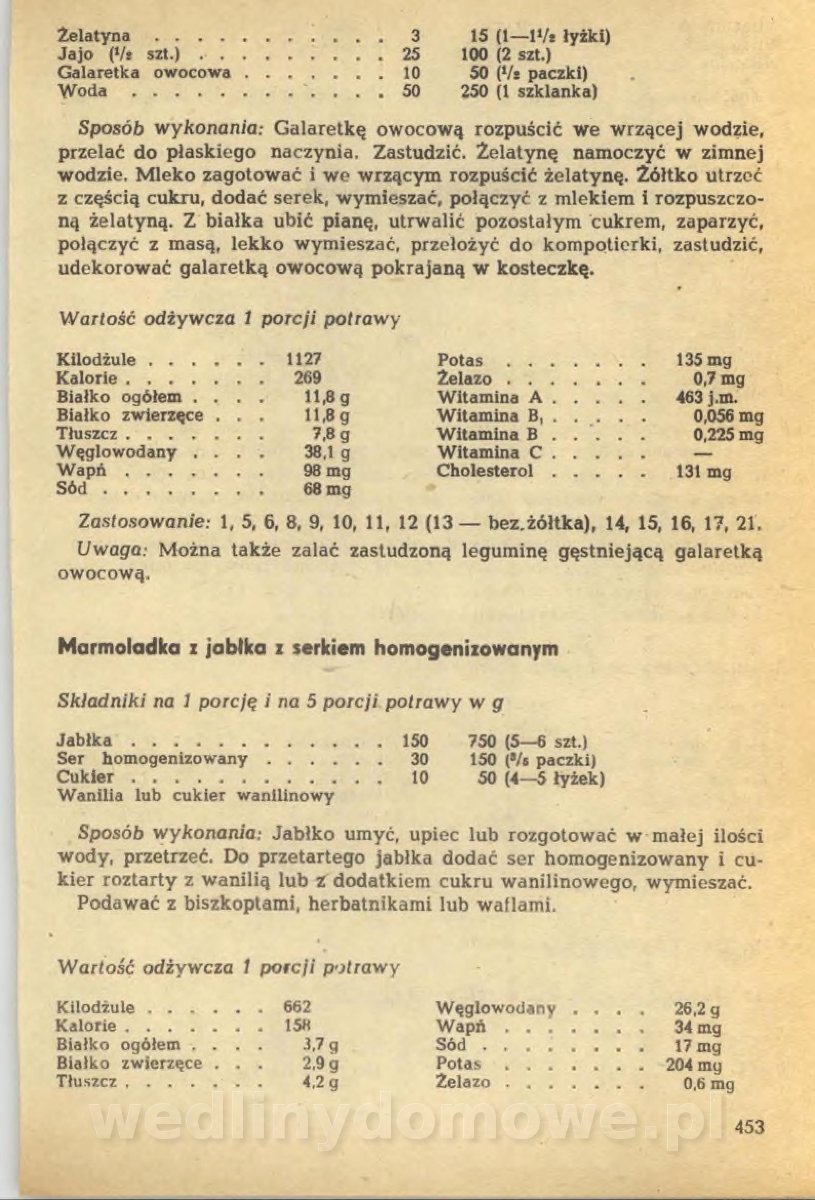 Żelatyna . . . . . . . . . . . . 3 15 (1—1¹/₂ łyżki)
Jajo (¹/₂ szt.) . . . . . . . . . . 25 100 (2 szt.)
Galaretka owocowa . . . . . . . 10 50 (¹/₂ paczki)
Woda . . . . . . . . . . . . . 50 250 (1 szklanka)
Sposób wykonania: Galaretkę owocową rozpuścić we wrzącej wodzie,
przelać do płaskiego naczynia. Zastudzić. Żelatynę namoczyć w zimnej
wodzie. Mleko zagotować i we wrzącym rozpuścić żelatynę. Żółtko utrzeć
z częścią cukru, dodać serek, wymieszać, połączyć z mlekiem i rozpuszczo-
ną żelatyną. Z białka ubić pianę, utrwalić pozostałym cukrem, zaparzyć,
połączyć z masą, lekko wymieszać, przełożyć do kompotierki, zastudzić,
udekorować galaretką owocową pokrajaną w kosteczkę.
Wartość odżywcza 1 porcji potrawy
Kilodżule . . . . . . 1127 Potas . . . . . . . 135 mg
Kalorie . . . . . . . 269 Żelazo . . . . . . . 0,7 mg
Białko ogółem . . . . 11,8 g Witamina A . . . . . 463 j.m.
Białko zwierzęce . . . 11,8 g Witamina B₁ . . . . . 0,056 mg
Tłuszcz . . . . . . . 7,8 g Witamina B . . . . . 0,225 mg
Węglowodany . . . . 38,1 g Witamina C . . . . . —
Wapń . . . . . . . 98 mg Cholesterol . . . . . 131 mg
Sód . . . . . . . . 68 mg
Zastosowanie: 1, 5, 6, 8, 9, 10, 11, 12 (13 — bez żółtka), 14, 15, 16, 17, 21.
Uwaga: Można także zalać zastudzoną leguminę gęstniejącą galaretką
owocową.
Marmoladka z jabłka z serkiem homogenizowanym
Składniki na 1 porcję i na 5 porcji potrawy w g
Jabłka . . . . . . . . . . . . 150 750 (5—6 szt.)
Ser homogenizowany . . . . . . 30 150 (³/₅ paczki)
Cukier . . . . . . . . . . . . 10 50 (4—5 łyżek)
Wanilia lub cukier wanilinowy
Sposób wykonania: Jabłko umyć, upiec lub rozgotować w małej ilości
wody, przetrzeć. Do przetartego jabłka dodać ser homogenizowany i cu-
kier roztarty z wanilią lub z dodatkiem cukru wanilinowego, wymieszać.
Podawać z biszkoptami, herbatnikami lub waflami.
Wartość odżywcza 1 porcji potrawy
Kilodżule . . . . . . 662 Węglowodany . . . . 26,2 g
Kalorie . . . . . . . 158 Wapń . . . . . . . 34 mg
Białko ogółem . . . . 3,7 g Sód . . . . . . . . 17 mg
Białko zwierzęce . . . 2,9 g Potas . . . . . . . 204 mg
Tłuszcz . . . . . . . 4,2 g Żelazo . . . . . . . 0,6 mg
wedlinydomowe.pl
453